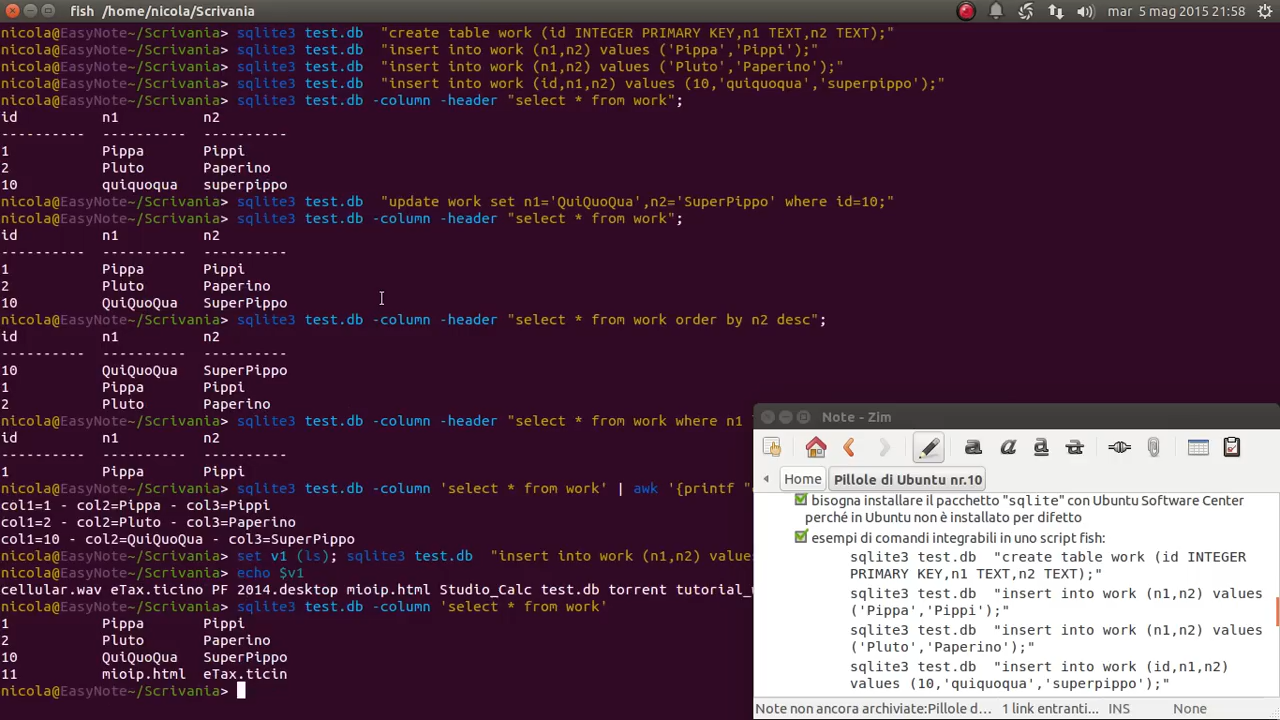 fish  /home/nicola/Scrivania
mar  5 mag 2015 21:58
nicola@EasyNote~/Scrivania> sqlite3 test.db  "create table work (id INTEGER PRIMARY KEY,n1 TEXT,n2 TEXT);"
nicola@EasyNote~/Scrivania> sqlite3 test.db  "insert into work (n1,n2) values ('Pippa','Pippi');"
nicola@EasyNote~/Scrivania> sqlite3 test.db  "insert into work (n1,n2) values ('Pluto','Paperino');"
nicola@EasyNote~/Scrivania> sqlite3 test.db  "insert into work (id,n1,n2) values (10,'quiquoqua','superpippo');"
nicola@EasyNote~/Scrivania> sqlite3 test.db -column -header "select * from work";
id          n1          n2
----------  ----------  ----------
1           Pippa       Pippi
2           Pluto       Paperino
10          quiquoqua   superpippo
nicola@EasyNote~/Scrivania> sqlite3 test.db  "update work set n1='QuiQuoQua',n2='SuperPippo' where id=10;"
nicola@EasyNote~/Scrivania> sqlite3 test.db -column -header "select * from work";
id          n1          n2
----------  ----------  ----------
1           Pippa       Pippi
2           Pluto       Paperino
10          QuiQuoQua   SuperPippo
nicola@EasyNote~/Scrivania> sqlite3 test.db -column -header "select * from work order by n2 desc";
id          n1          n2
----------  ----------  ----------
10          QuiQuoQua   SuperPippo
1           Pippa       Pippi
2           Pluto       Paperino
nicola@EasyNote~/Scrivania> sqlite3 test.db -column -header "select * from work where n1
id          n1          n2
----------  ----------  ----------
1           Pippa       Pippi
nicola@EasyNote~/Scrivania> sqlite3 test.db -column 'select * from work' | awk '{printf "
col1=1 - col2=Pippa - col3=Pippi
col1=2 - col2=Pluto - col3=Paperino
col1=10 - col2=QuiQuoQua - col3=SuperPippo
nicola@EasyNote~/Scrivania> set v1 (ls); sqlite3 test.db  "insert into work (n1,n2) values
nicola@EasyNote~/Scrivania> echo $v1
cellular.wav eTax.ticino PF 2014.desktop mioip.html Studio_Calc test.db torrent tutorial_
nicola@EasyNote~/Scrivania> sqlite3 test.db -column 'select * from work'
1           Pippa       Pippi
2           Pluto       Paperino
10          QuiQuoQua   SuperPippo
11          mioip.html  eTax.ticin
nicola@EasyNote~/Scrivania>
Note - Zim
Home
Pillole di Ubuntu nr.10
bisogna installare il pacchetto "sqlite" con Ubuntu Software Center
perché in Ubuntu non è installato per difetto
esempi di comandi integrabili in uno script fish:
sqlite3 test.db  "create table work (id INTEGER
PRIMARY KEY,n1 TEXT,n2 TEXT);"
sqlite3 test.db  "insert into work (n1,n2) values
('Pippa','Pippi');"
sqlite3 test.db  "insert into work (n1,n2) values
('Pluto','Paperino');"
sqlite3 test.db  "insert into work (id,n1,n2)
values (10,'quiquoqua','superpippo');"
Note non ancora archiviate:Pillole d... 1 link entranti... INS None